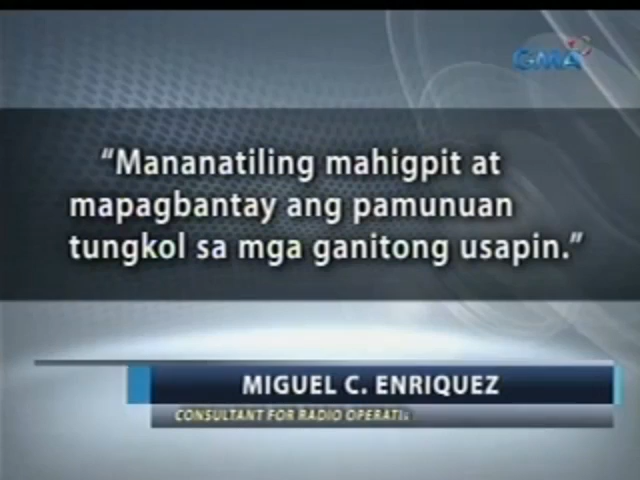 GMA
“Mananatiling mahigpit at
mapagbantay ang pamunuan
tungkol sa mga ganitong usapin.”
MIGUEL C. ENRIQUEZ
CONSULTANT FOR RADIO